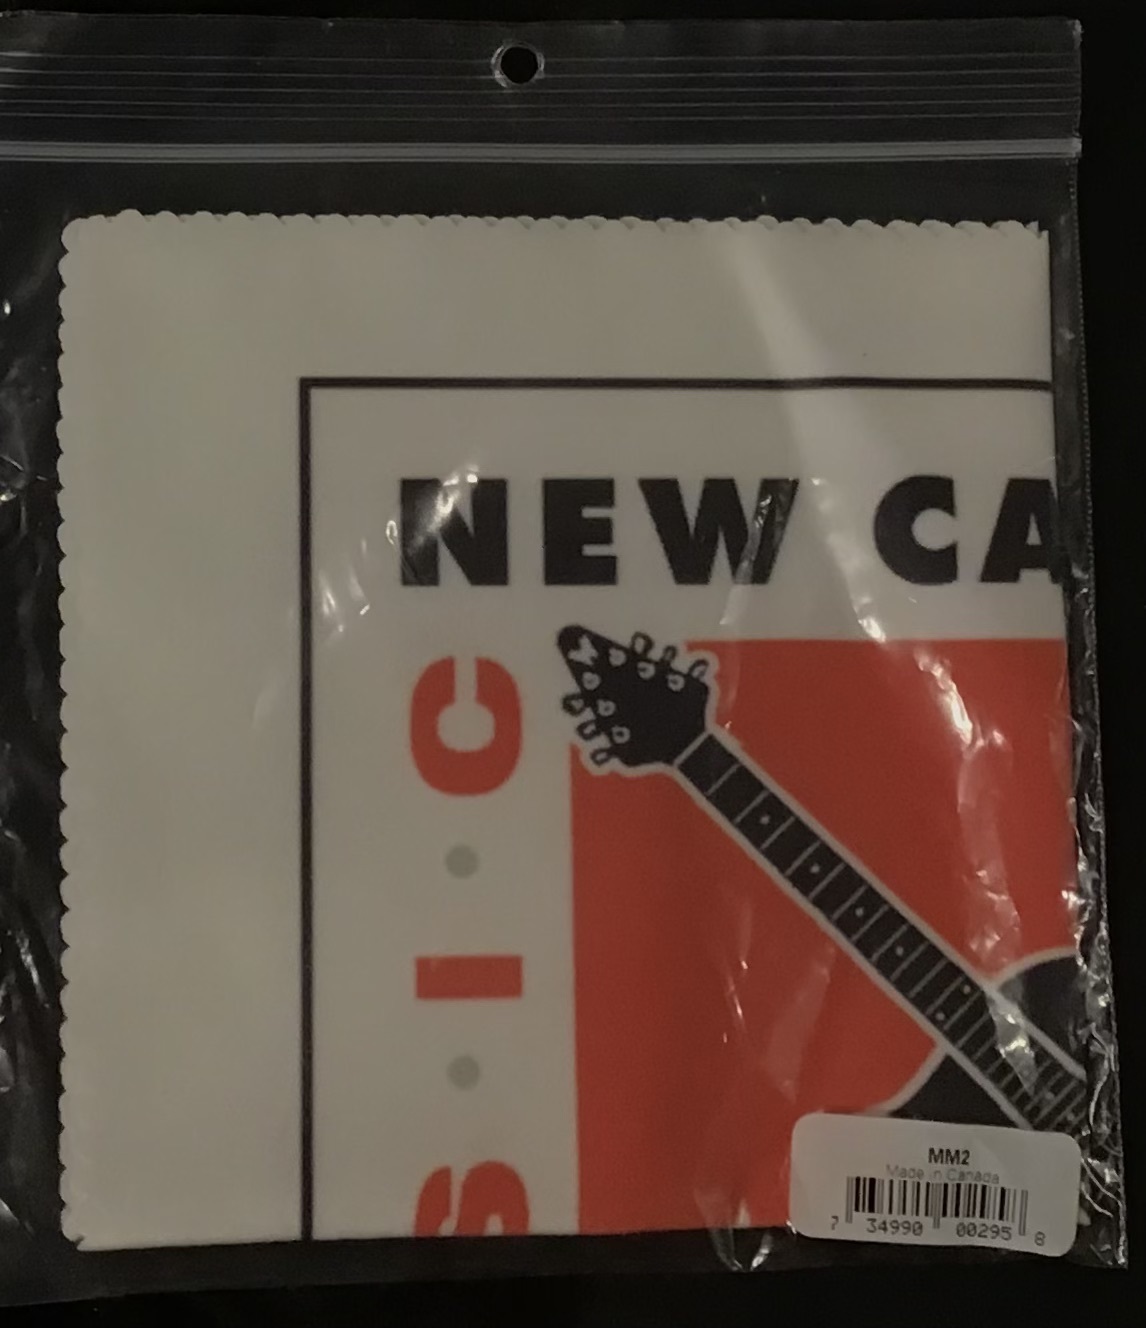 NEW CA
S·I·C
MM2
Made in Canada
7 34990 00295 8